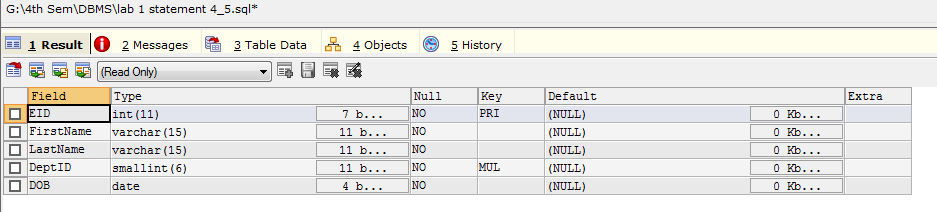 G:\4th Sem\DBMS\lab 1 statement 4_5.sql*
1 Result 2 Messages 3 Table Data 4 Objects 5 History
(Read Only)
Field Type Null Key Default Extra
EID int(11) 7 b... NO PRI (NULL) 0 Kb...
FirstName varchar(15) 11 b... NO (NULL) 0 Kb...
LastName varchar(15) 11 b... NO (NULL) 0 Kb...
DeptID smallint(6) 11 b... NO MUL (NULL) 0 Kb...
DOB date 4 b... NO (NULL) 0 Kb...